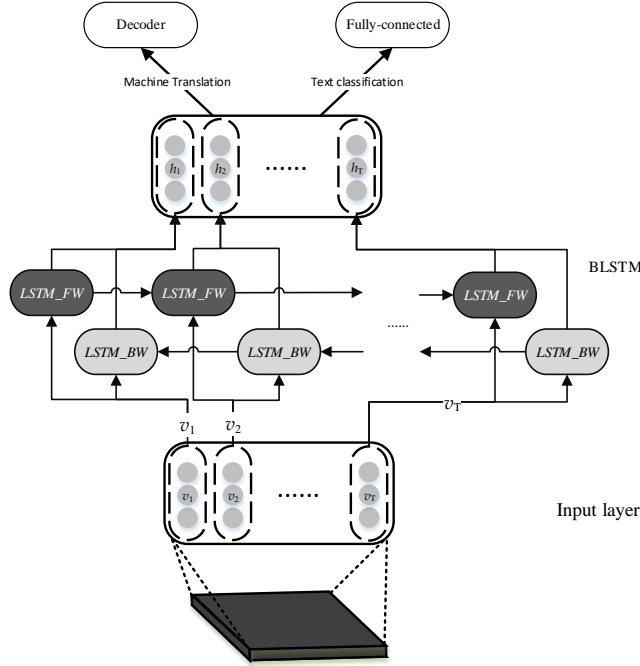 Decoder
Fully-connected
Machine Translation
Text classification
h1
h2
......
hT
BLSTM
LSTM_FW
LSTM_FW
LSTM_FW
......
LSTM_BW
LSTM_BW
LSTM_BW
v1
v2
vT
v1
v2
......
vT
Input layer